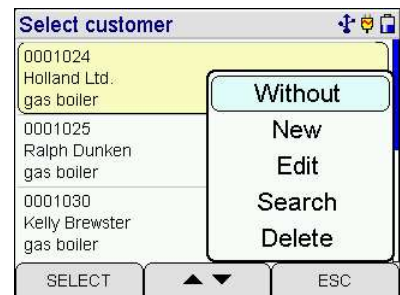 Select customer
0001024
Holland Ltd.
gas boiler
0001025
Ralph Dunken
gas boiler
0001030
Kelly Brewster
gas boiler
Without
New
Edit
Search
Delete
SELECT
ESC